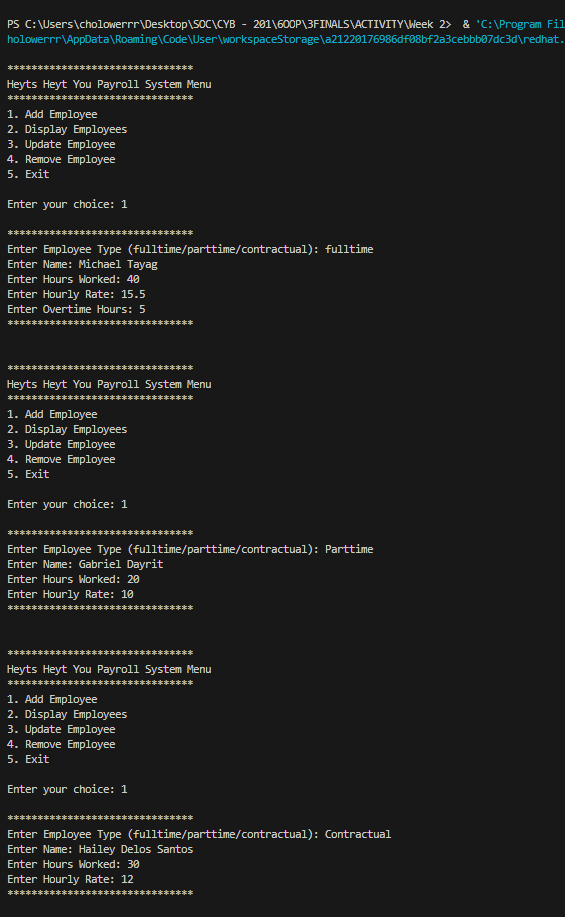 PS C:\Users\cholowerrr\Desktop\SOC\CYB - 201\6OOP\3FINALS\ACTIVITY\Week 2>  & 'C:\Program Fil
holowerrr\AppData\Roaming\Code\User\workspaceStorage\a21220176986df08bf2a3cebbb07dc3d\redhat.
*******************************
Heyts Heyt You Payroll System Menu
*******************************
1. Add Employee
2. Display Employees
3. Update Employee
4. Remove Employee
5. Exit
Enter your choice: 1
*******************************
Enter Employee Type (fulltime/parttime/contractual): fulltime
Enter Name: Michael Tayag
Enter Hours Worked: 40
Enter Hourly Rate: 15.5
Enter Overtime Hours: 5
*******************************
*******************************
Heyts Heyt You Payroll System Menu
*******************************
1. Add Employee
2. Display Employees
3. Update Employee
4. Remove Employee
5. Exit
Enter your choice: 1
*******************************
Enter Employee Type (fulltime/parttime/contractual): Parttime
Enter Name: Gabriel Dayrit
Enter Hours Worked: 20
Enter Hourly Rate: 10
*******************************
*******************************
Heyts Heyt You Payroll System Menu
*******************************
1. Add Employee
2. Display Employees
3. Update Employee
4. Remove Employee
5. Exit
Enter your choice: 1
*******************************
Enter Employee Type (fulltime/parttime/contractual): Contractual
Enter Name: Hailey Delos Santos
Enter Hours Worked: 30
Enter Hourly Rate: 12
*******************************